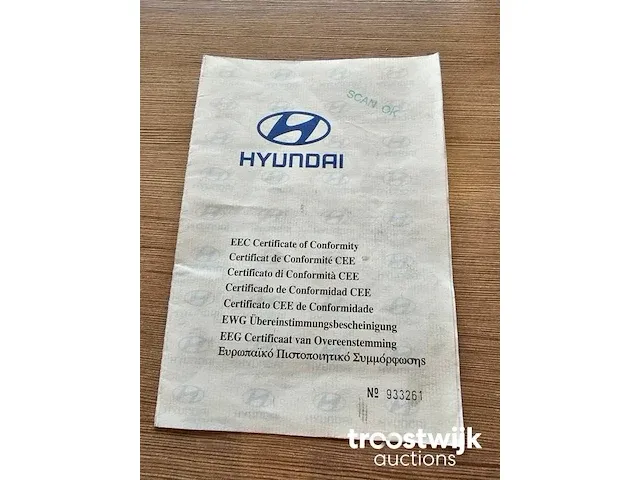 SCAN OK
HYUNDAI
EEC Certificate of Conformity
Certificat de Conformité CEE
Certificato di Conformità CEE
Certificado de Conformidad CEE
Certificato CEE de Conformidade
EWG Übereinstimmungsbescheinigung
EEG Certificaat van Overeenstemming
Ευρωπαϊκό Πιστοποιητικό Συμμόρφωσης
Nº 933261
troostwijk
auctions